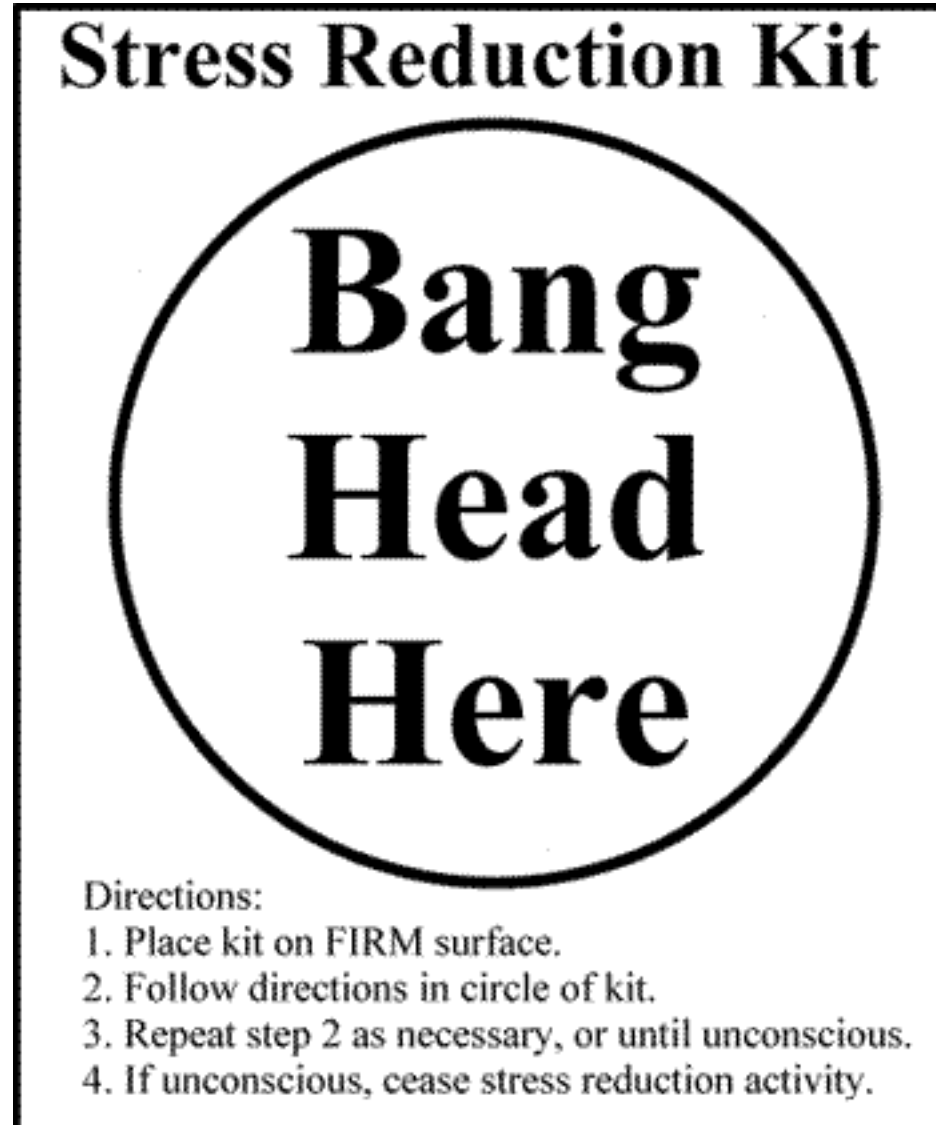 Stress Reduction Kit
Bang
Head
Here
Directions:
1. Place kit on FIRM surface.
2. Follow directions in circle of kit.
3. Repeat step 2 as necessary, or until unconscious.
4. If unconscious, cease stress reduction activity.